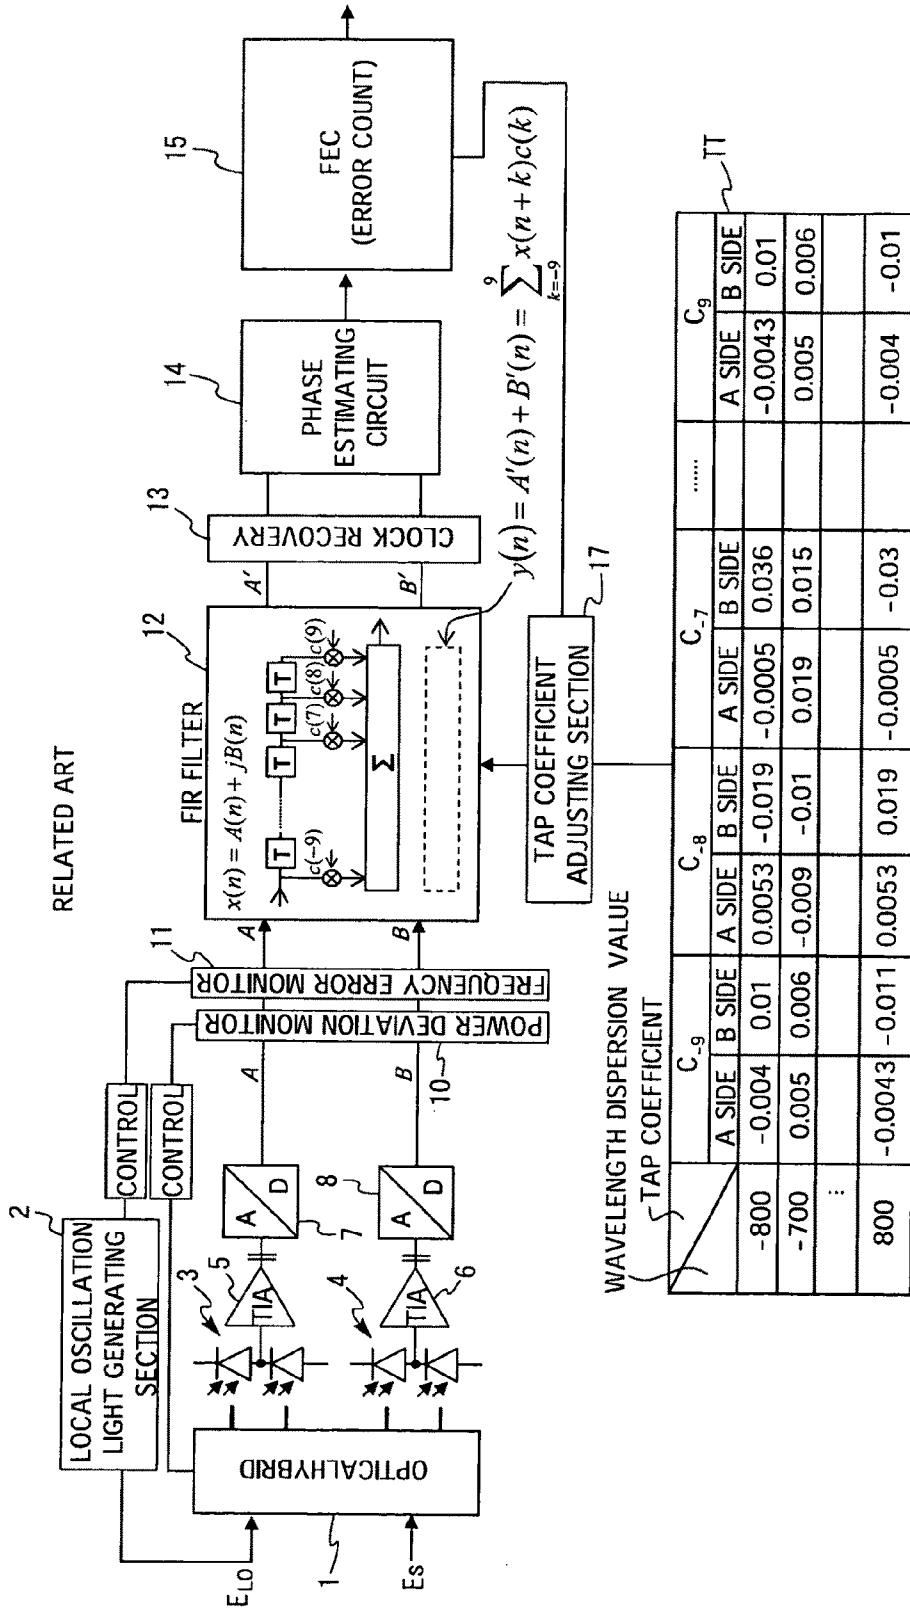 RELATED ART
2
LOCAL OSCILLATION
LIGHT GENERATING
SECTION
CONTROL
CONTROL
E_LO
E_S
1
OPTICALHYBRID
3
4
5
TIA
6
TIA
7
A
D
8
A
D
A
B
10
POWER DEVIATION MONITOR
11
FREQUENCY ERROR MONITOR
A
B
FIR FILTER
12
x(n) = A(n) + jB(n)
T
T
T
c(-9)
c(7)
c(8)
c(9)
Σ
A'
B'
13
CLOCK RECOVERY
14
PHASE
ESTIMATING
CIRCUIT
15
FEC
(ERROR COUNT)
y(n) = A'(n) + B'(n) = \sum_{k=-9}^{9} x(n+k)c(k)
TAP COEFFICIENT
ADJUSTING SECTION
17
WAVELENGTH DISPERSION VALUE
TAP COEFFICIENT
TT
C_-9 C_-8 C_-7 ...... C_9
A SIDE B SIDE A SIDE B SIDE A SIDE B SIDE A SIDE B SIDE
-800 -0.004 0.01 0.0053 -0.019 -0.0005 0.036 -0.0043 0.01
-700 0.005 0.006 -0.009 -0.01 0.019 0.015 0.005 0.006
⋮
800 -0.0043 -0.011 0.0053 0.019 -0.0005 -0.03 -0.004 -0.01